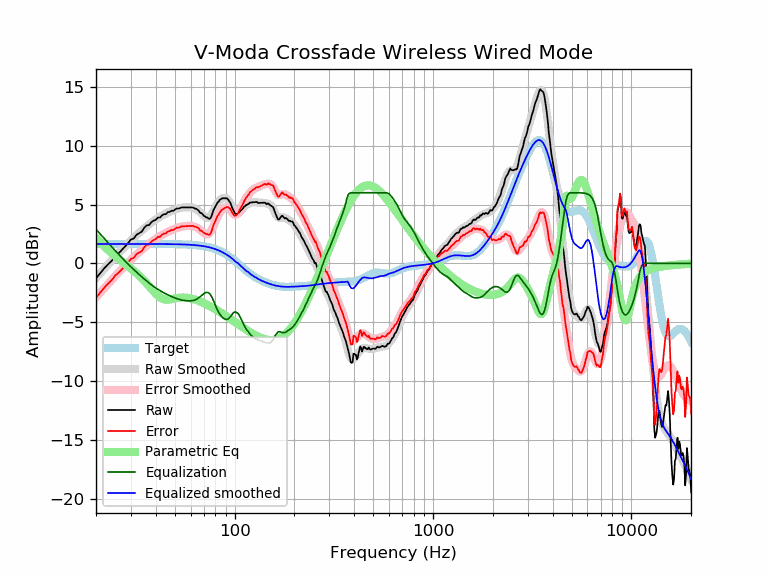 V-Moda Crossfade Wireless Wired Mode
15
10
5
0
−5
−10
−15
−20
Amplitude (dBr)
Target
Raw Smoothed
Error Smoothed
Raw
Error
Parametric Eq
Equalization
Equalized smoothed
100
1000
10000
Frequency (Hz)